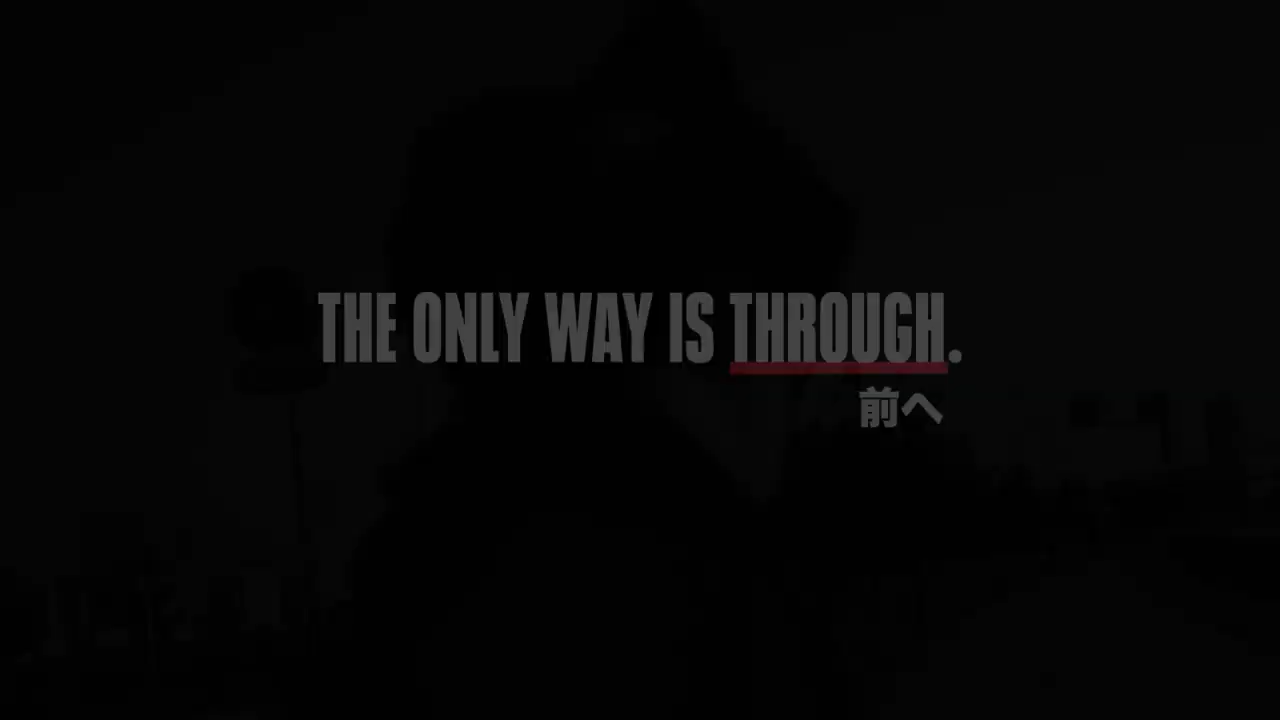 THE ONLY WAY IS THROUGH.
前へ